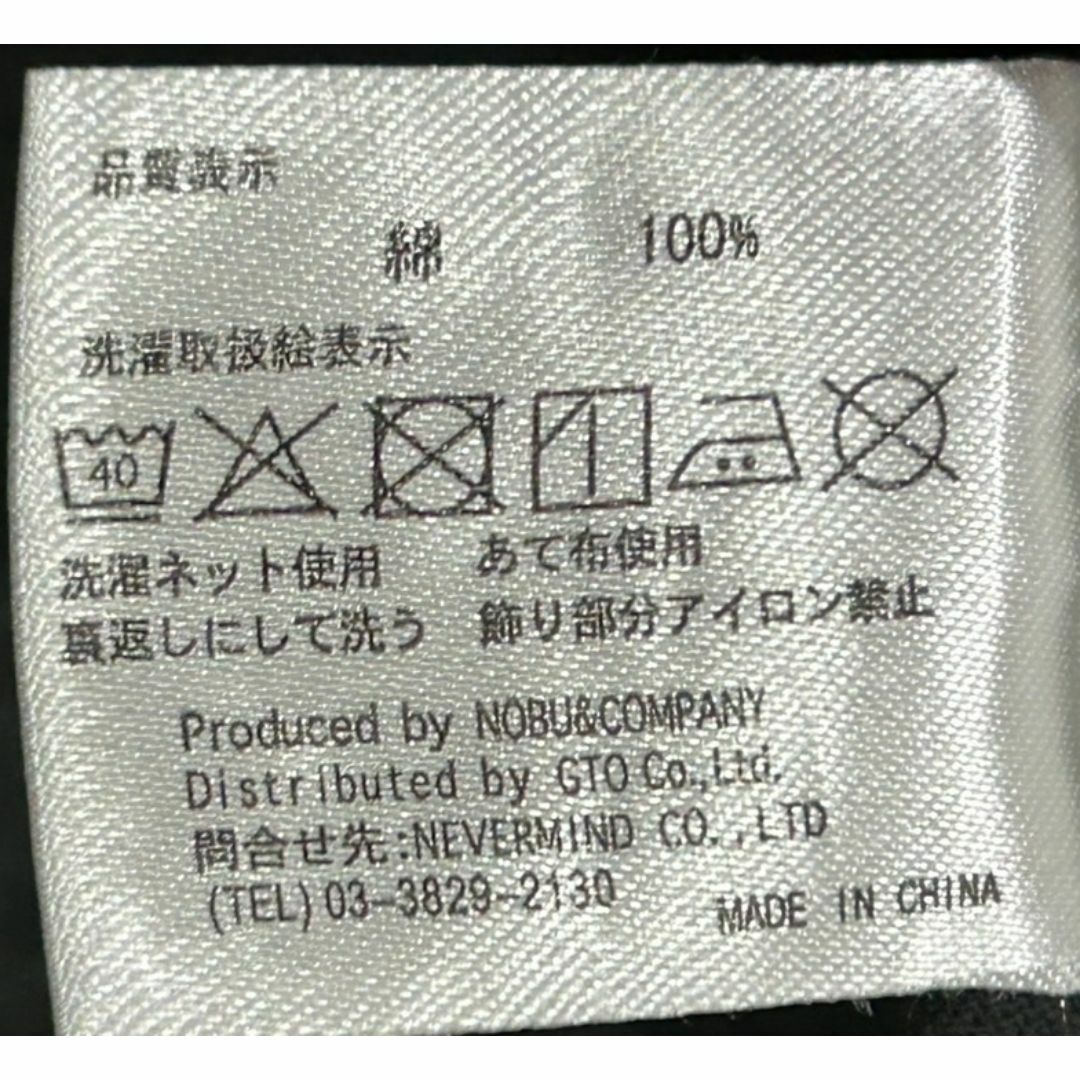 品質表示
綿 100%
洗濯取扱絵表示
40
洗濯ネット使用 あて布使用
裏返しにして洗う 飾り部分アイロン禁止
Produced by NOBU&COMPANY
Distributed by GTO Co.,Ltd.
問合せ先:NEVERMIND CO.,LTD
(TEL)03-3829-2130
MADE IN CHINA